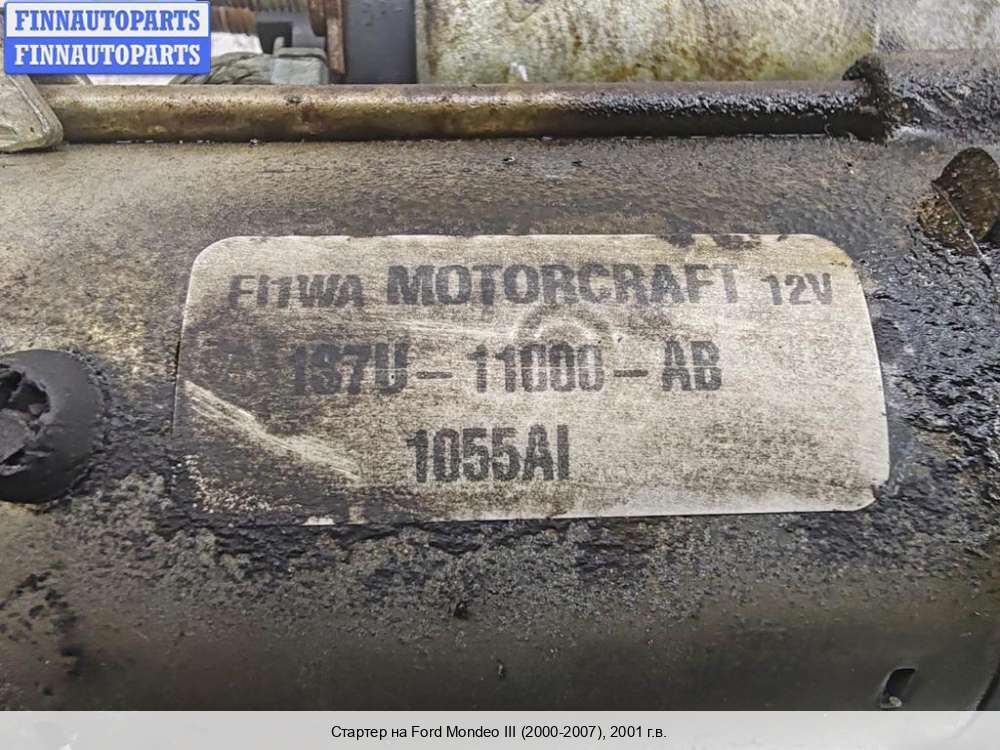 FINNAUTOPARTS
FINNAUTOPARTS
MOTORCRAFT 12V
1S7U-11000-AB
1055AI
Стартер на Ford Mondeo III (2000-2007), 2001 г.в.